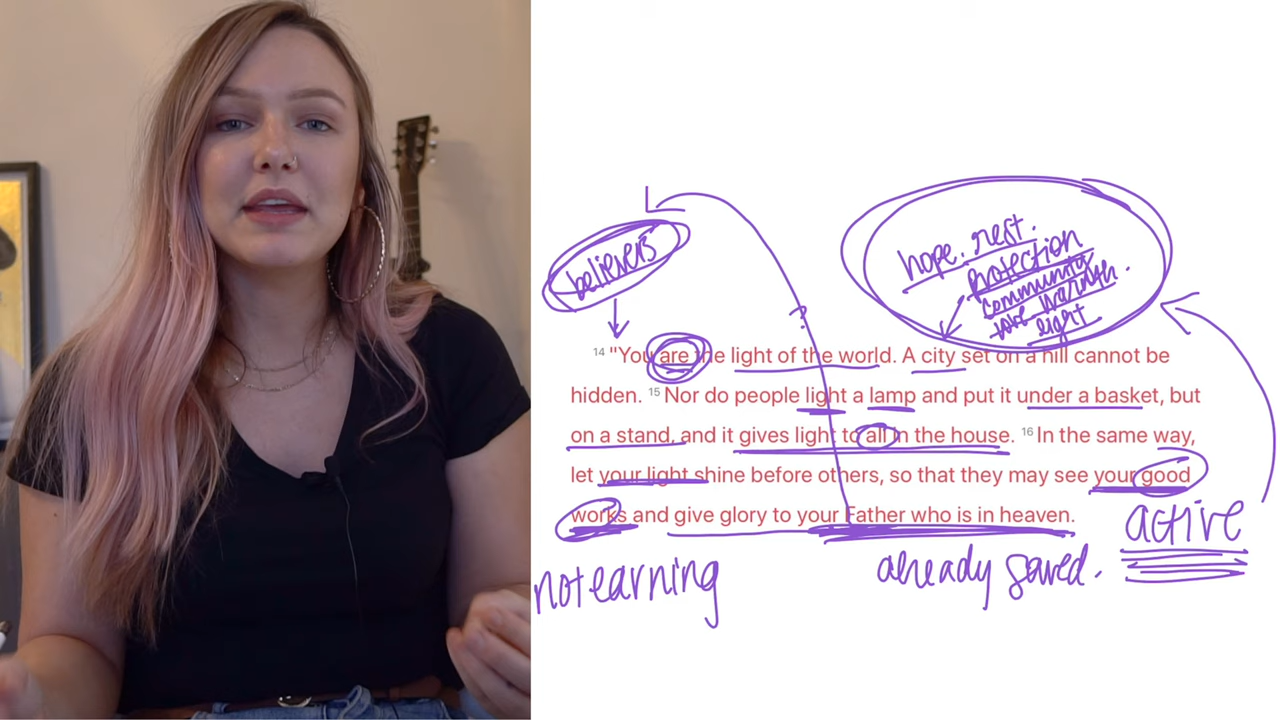 hope. rest.
protection
believers
community
love warmth.
light
?
14 "You are the light of the world. A city set on a hill cannot be
hidden. 15 Nor do people light a lamp and put it under a basket, but
on a stand, and it gives light to all in the house. 16 In the same way,
let your light shine before others, so that they may see your good
works and give glory to your Father who is in heaven.
active
not earning
already saved.